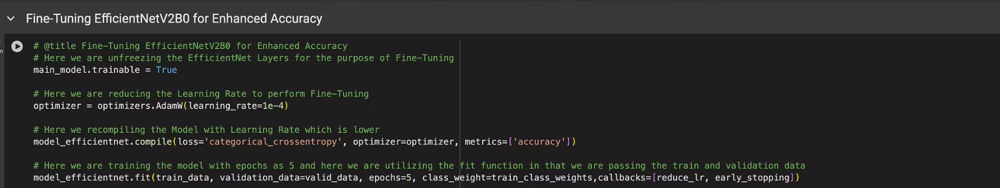 Fine-Tuning EfficientNetV2B0 for Enhanced Accuracy
# @title Fine-Tuning EfficientNetV2B0 for Enhanced Accuracy
# Here we are unfreezing the EfficientNet Layers for the purpose of Fine-Tuning
main_model.trainable = True
# Here we are reducing the Learning Rate to perform Fine-Tuning
optimizer = optimizers.AdamW(learning_rate=1e-4)
# Here we recompiling the Model with Learning Rate which is lower
model_efficientnet.compile(loss='categorical_crossentropy', optimizer=optimizer, metrics=['accuracy'])
# Here we are training the model with epochs as 5 and here we are utilizing the fit function in that we are passing the train and validation data
model_efficientnet.fit(train_data, validation_data=valid_data, epochs=5, class_weight=train_class_weights,callbacks=[reduce_lr, early_stopping])